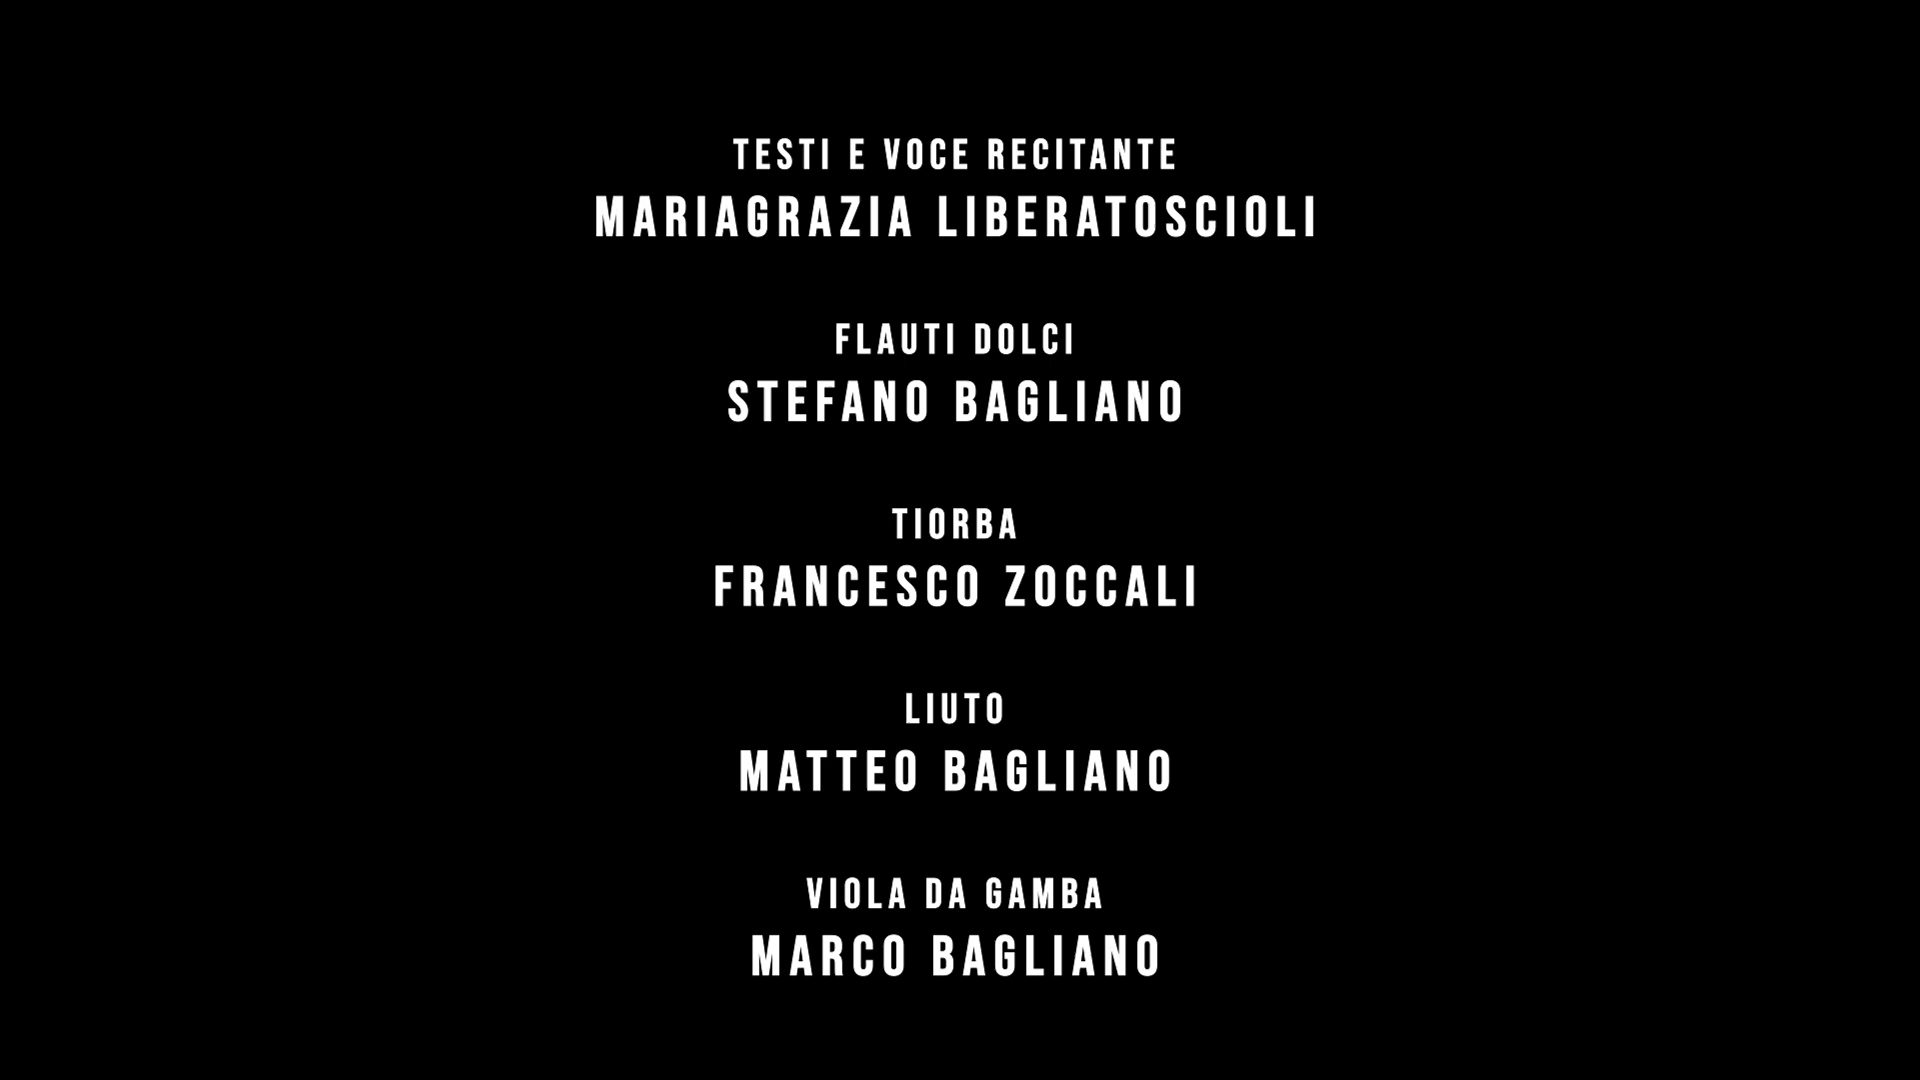 TESTI E VOCE RECITANTE
MARIAGRAZIA LIBERATOSCIOLI
FLAUTI DOLCI
STEFANO BAGLIANO
TIORBA
FRANCESCO ZOCCALI
LIUTO
MATTEO BAGLIANO
VIOLA DA GAMBA
MARCO BAGLIANO